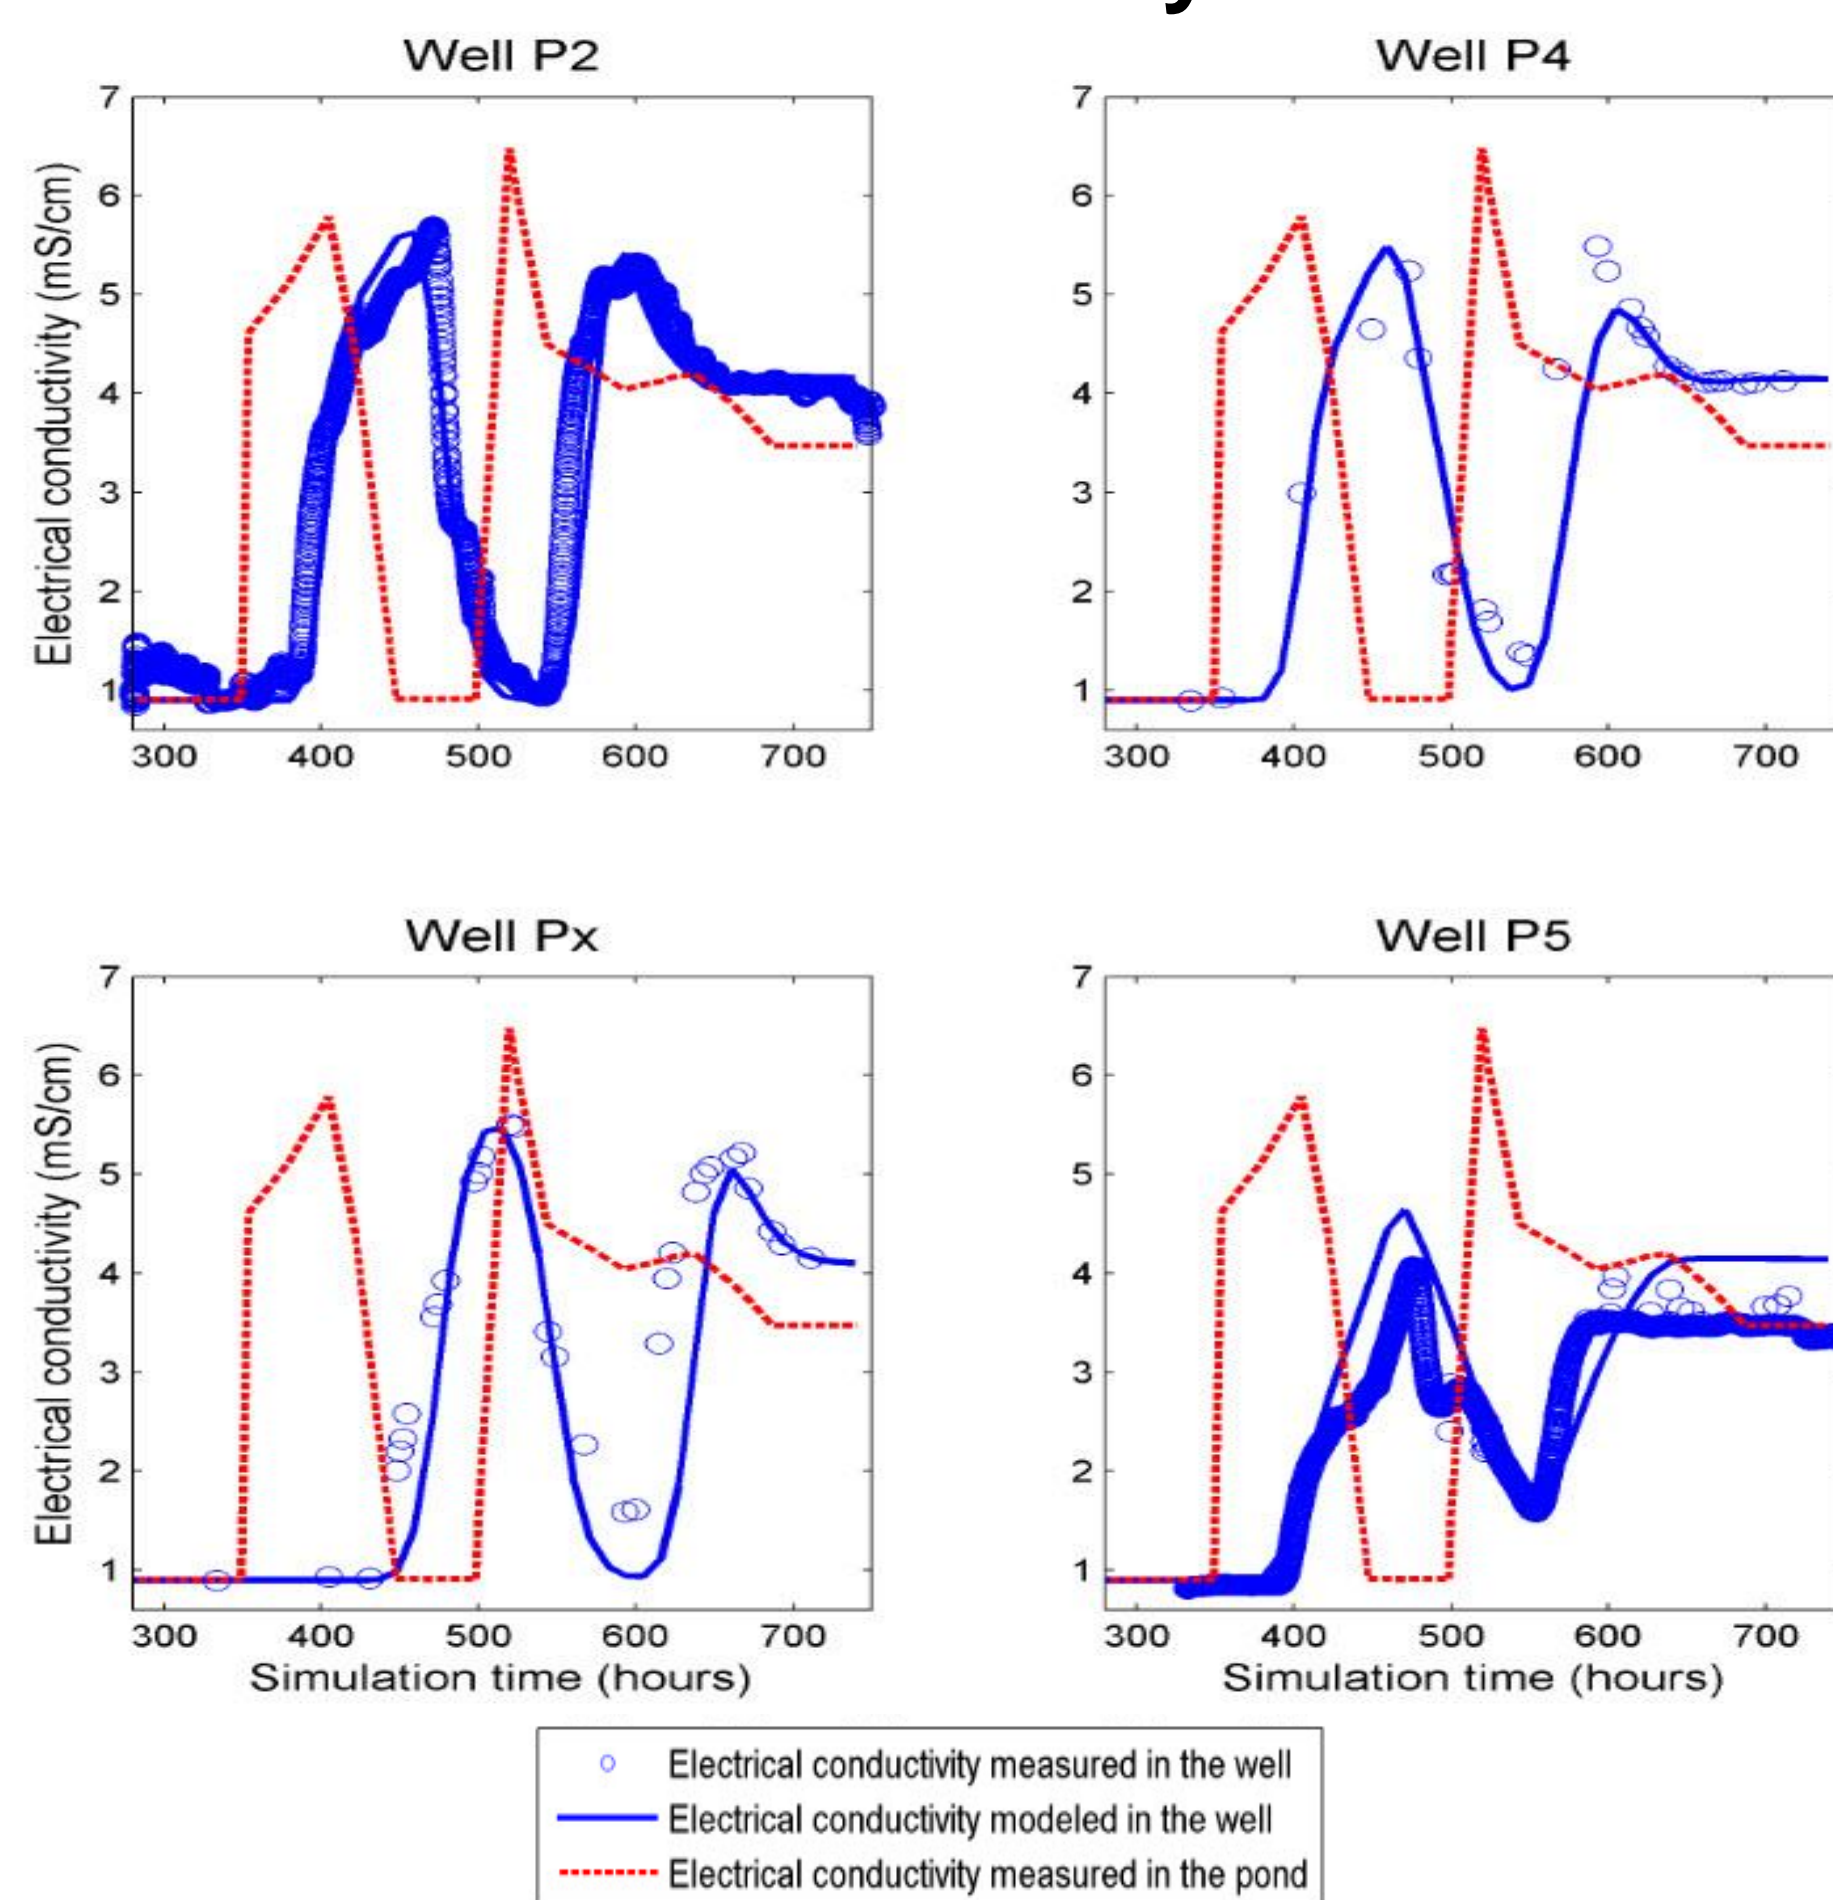 Well P2
Well P4
7
6
5
4
3
2
1
Electrical conductivity (mS/cm)
300 400 500 600 700
7
6
5
4
3
2
1
300 400 500 600 700
Well Px
Well P5
7
6
5
4
3
2
1
Electrical conductivity (mS/cm)
300 400 500 600 700
Simulation time (hours)
7
6
5
4
3
2
1
300 400 500 600 700
Simulation time (hours)
Electrical conductivity measured in the well
Electrical conductivity modeled in the well
Electrical conductivity measured in the pond